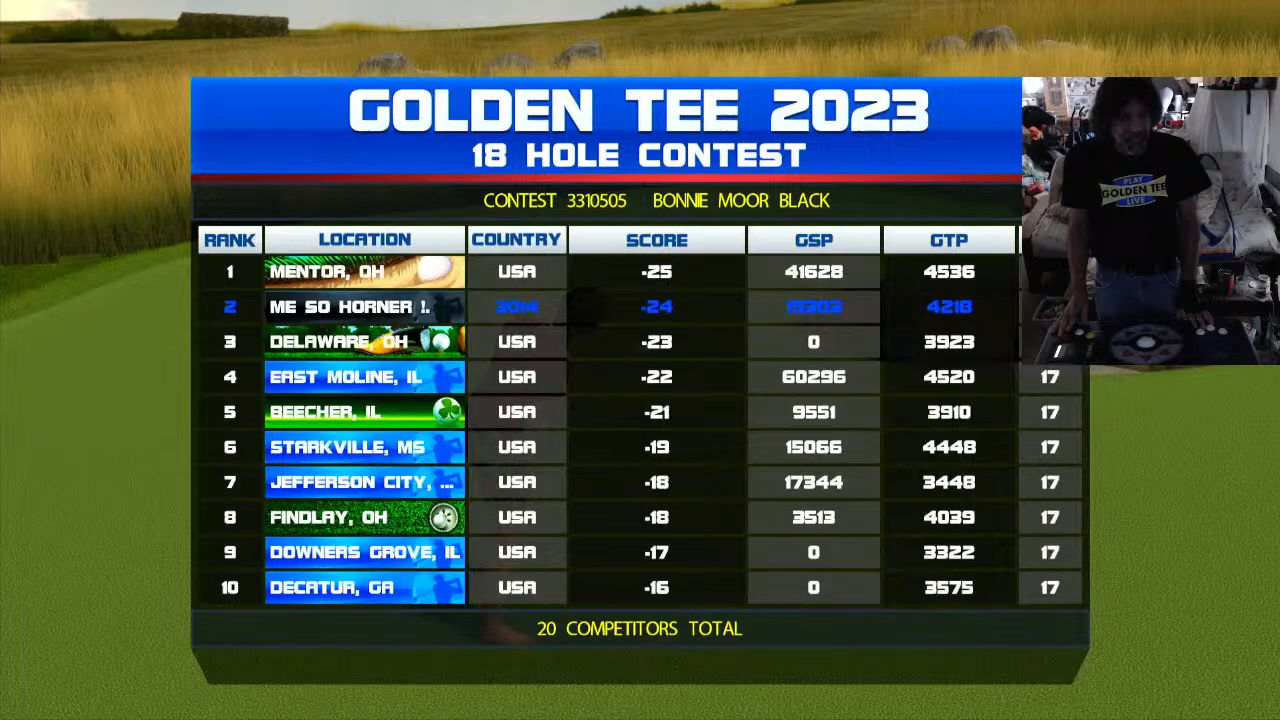 GOLDEN TEE 2023
18 HOLE CONTEST
CONTEST 3310505 BONNIE MOOR BLACK
RANK LOCATION COUNTRY SCORE GSP GTP
1 MENTOR, OH USA -25 41628 4536
2 ME SO HORNER !. 3014 -24 4218
3 DELAWARE, OH USA -23 0 3923
4 EAST MOLINE, IL USA -22 60296 4520 17
5 BEECHER, IL USA -21 9551 3910 17
6 STARKVILLE, MS USA -19 15066 4448 17
7 JEFFERSON CITY, ... USA -18 17344 3448 17
8 FINDLAY, OH USA -18 3513 4039 17
9 DOWNERS GROVE, IL USA -17 0 3322 17
10 DECATUR, GA USA -16 0 3575 17
20 COMPETITORS TOTAL
PLAY
GOLDEN TEE
LIVE